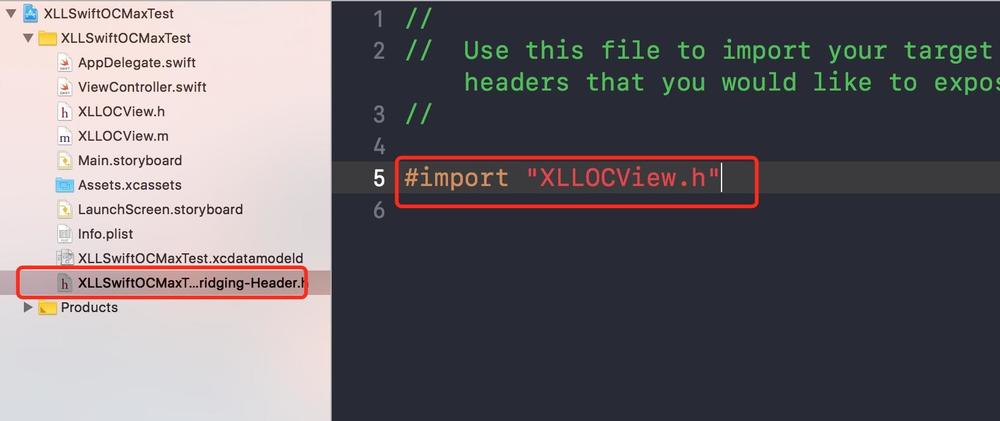 XLLSwiftOCMaxTest
XLLSwiftOCMaxTest
AppDelegate.swift
ViewController.swift
XLLOCView.h
XLLOCView.m
Main.storyboard
Assets.xcassets
LaunchScreen.storyboard
Info.plist
XLLSwiftOCMaxTest.xcdatamodeld
XLLSwiftOCMaxT...ridging-Header.h
Products
1 //
2 // Use this file to import your target
headers that you would like to expos
3 //
4
5 #import "XLLOCView.h"
6